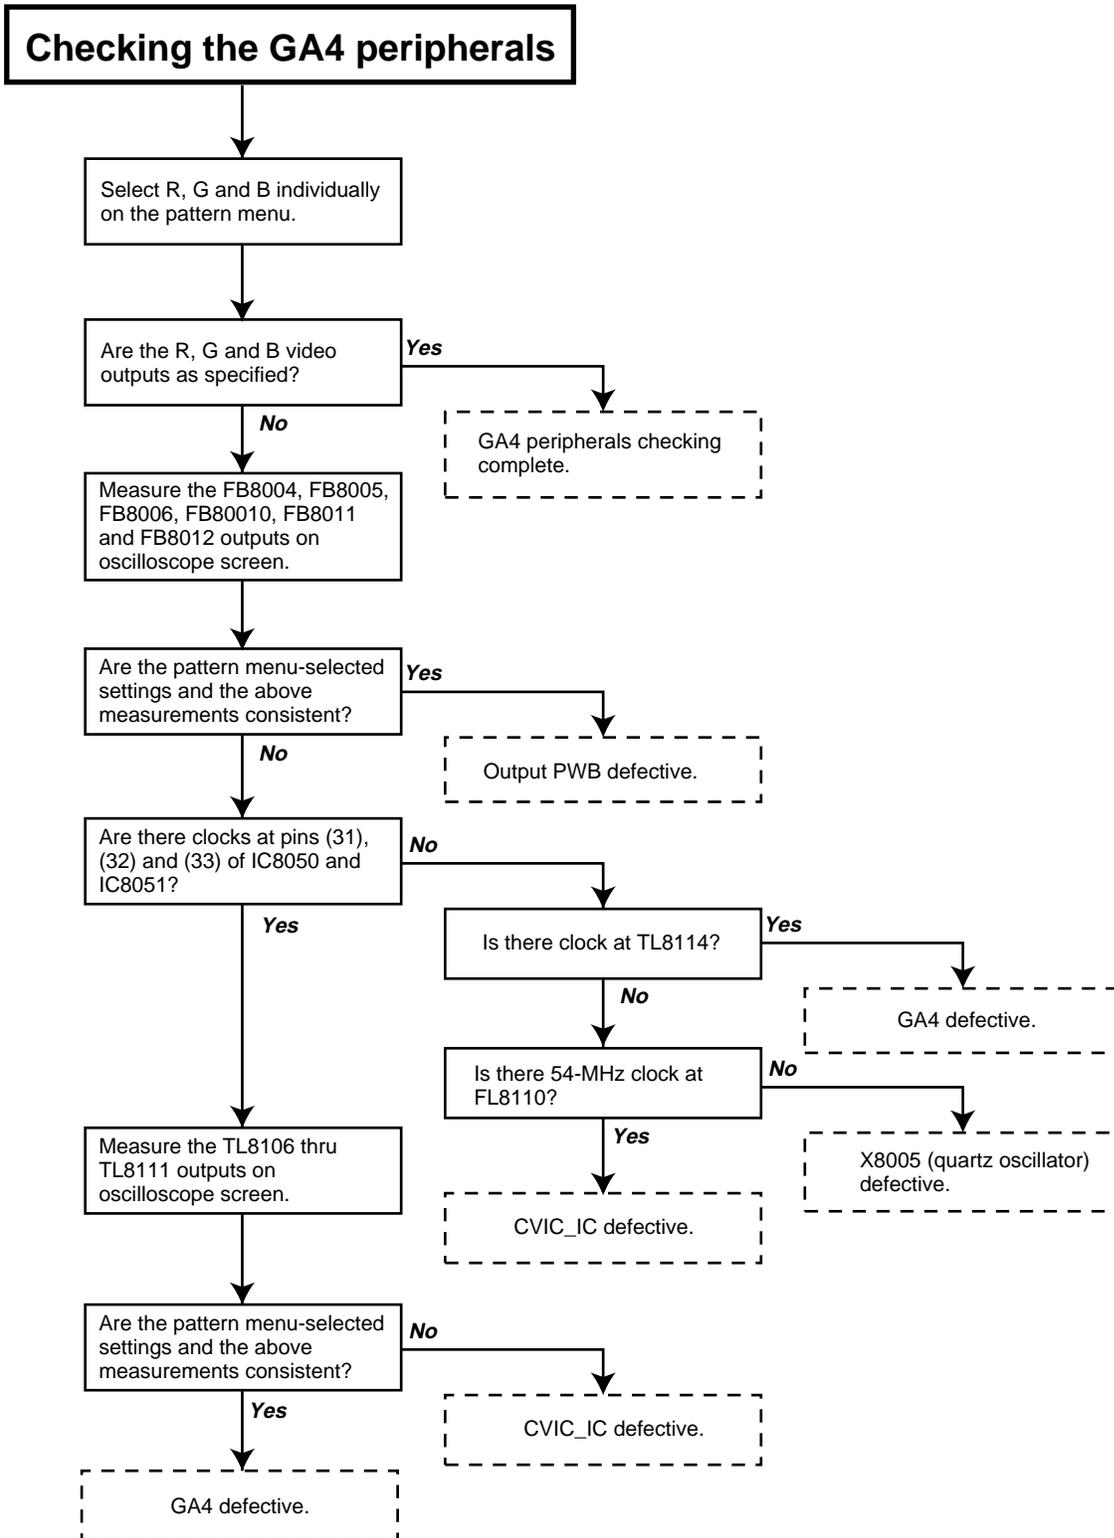 Checking the GA4 peripherals
Select R, G and B individually
on the pattern menu.
Are the R, G and B video
outputs as specified?
Yes
GA4 peripherals checking
complete.
No
Measure the FB8004, FB8005,
FB8006, FB80010, FB8011
and FB8012 outputs on
oscilloscope screen.
Are the pattern menu-selected
settings and the above
measurements consistent?
Yes
Output PWB defective.
No
Are there clocks at pins (31),
(32) and (33) of IC8050 and
IC8051?
No
Is there clock at TL8114?
Yes
GA4 defective.
No
Is there 54-MHz clock at
FL8110?
No
X8005 (quartz oscillator)
defective.
Yes
CVIC_IC defective.
Yes
Measure the TL8106 thru
TL8111 outputs on
oscilloscope screen.
Are the pattern menu-selected
settings and the above
measurements consistent?
No
CVIC_IC defective.
Yes
GA4 defective.